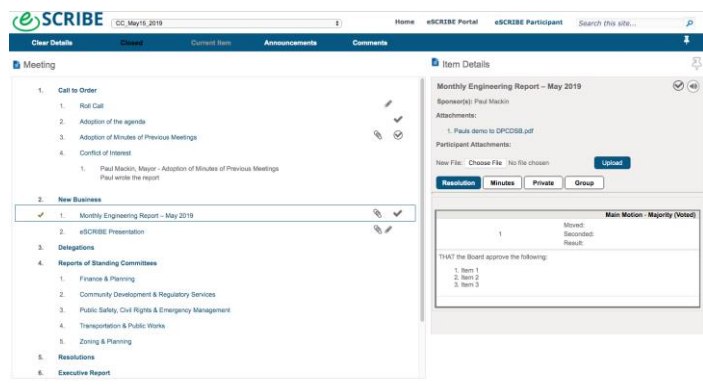 eSCRIBE
CC_May15_2019
Home eSCRIBE Portal eSCRIBE Participant Search this site...
Clear Details Closed Current Item Announcements Comments
Meeting
1. Call to Order
1. Roll Call
2. Adoption of the agenda
3. Adoption of Minutes of Previous Meetings
4. Conflict of Interest
1. Paul Mackin, Mayor - Adoption of Minutes of Previous Meetings
Paul wrote the report
2. New Business
1. Monthly Engineering Report – May 2019
2. eSCRIBE Presentation
3. Delegations
4. Reports of Standing Committees
1. Finance & Planning
2. Community Development & Regulatory Services
3. Public Safety, Civil Rights & Emergency Management
4. Transportation & Public Works
5. Zoning & Planning
5. Resolutions
6. Executive Report
Item Details
Monthly Engineering Report – May 2019
Sponsor(s): Paul Mackin
Attachments:
1. Pauls demo to DPCDSB.pdf
Participant Attachments:
New File: Choose File No file chosen Upload
Resolution Minutes Private Group
Main Motion - Majority (Voted)
Moved:
1 Seconded:
Result:
THAT the Board approve the following:
1. Item 1
2. Item 2
3. Item 3